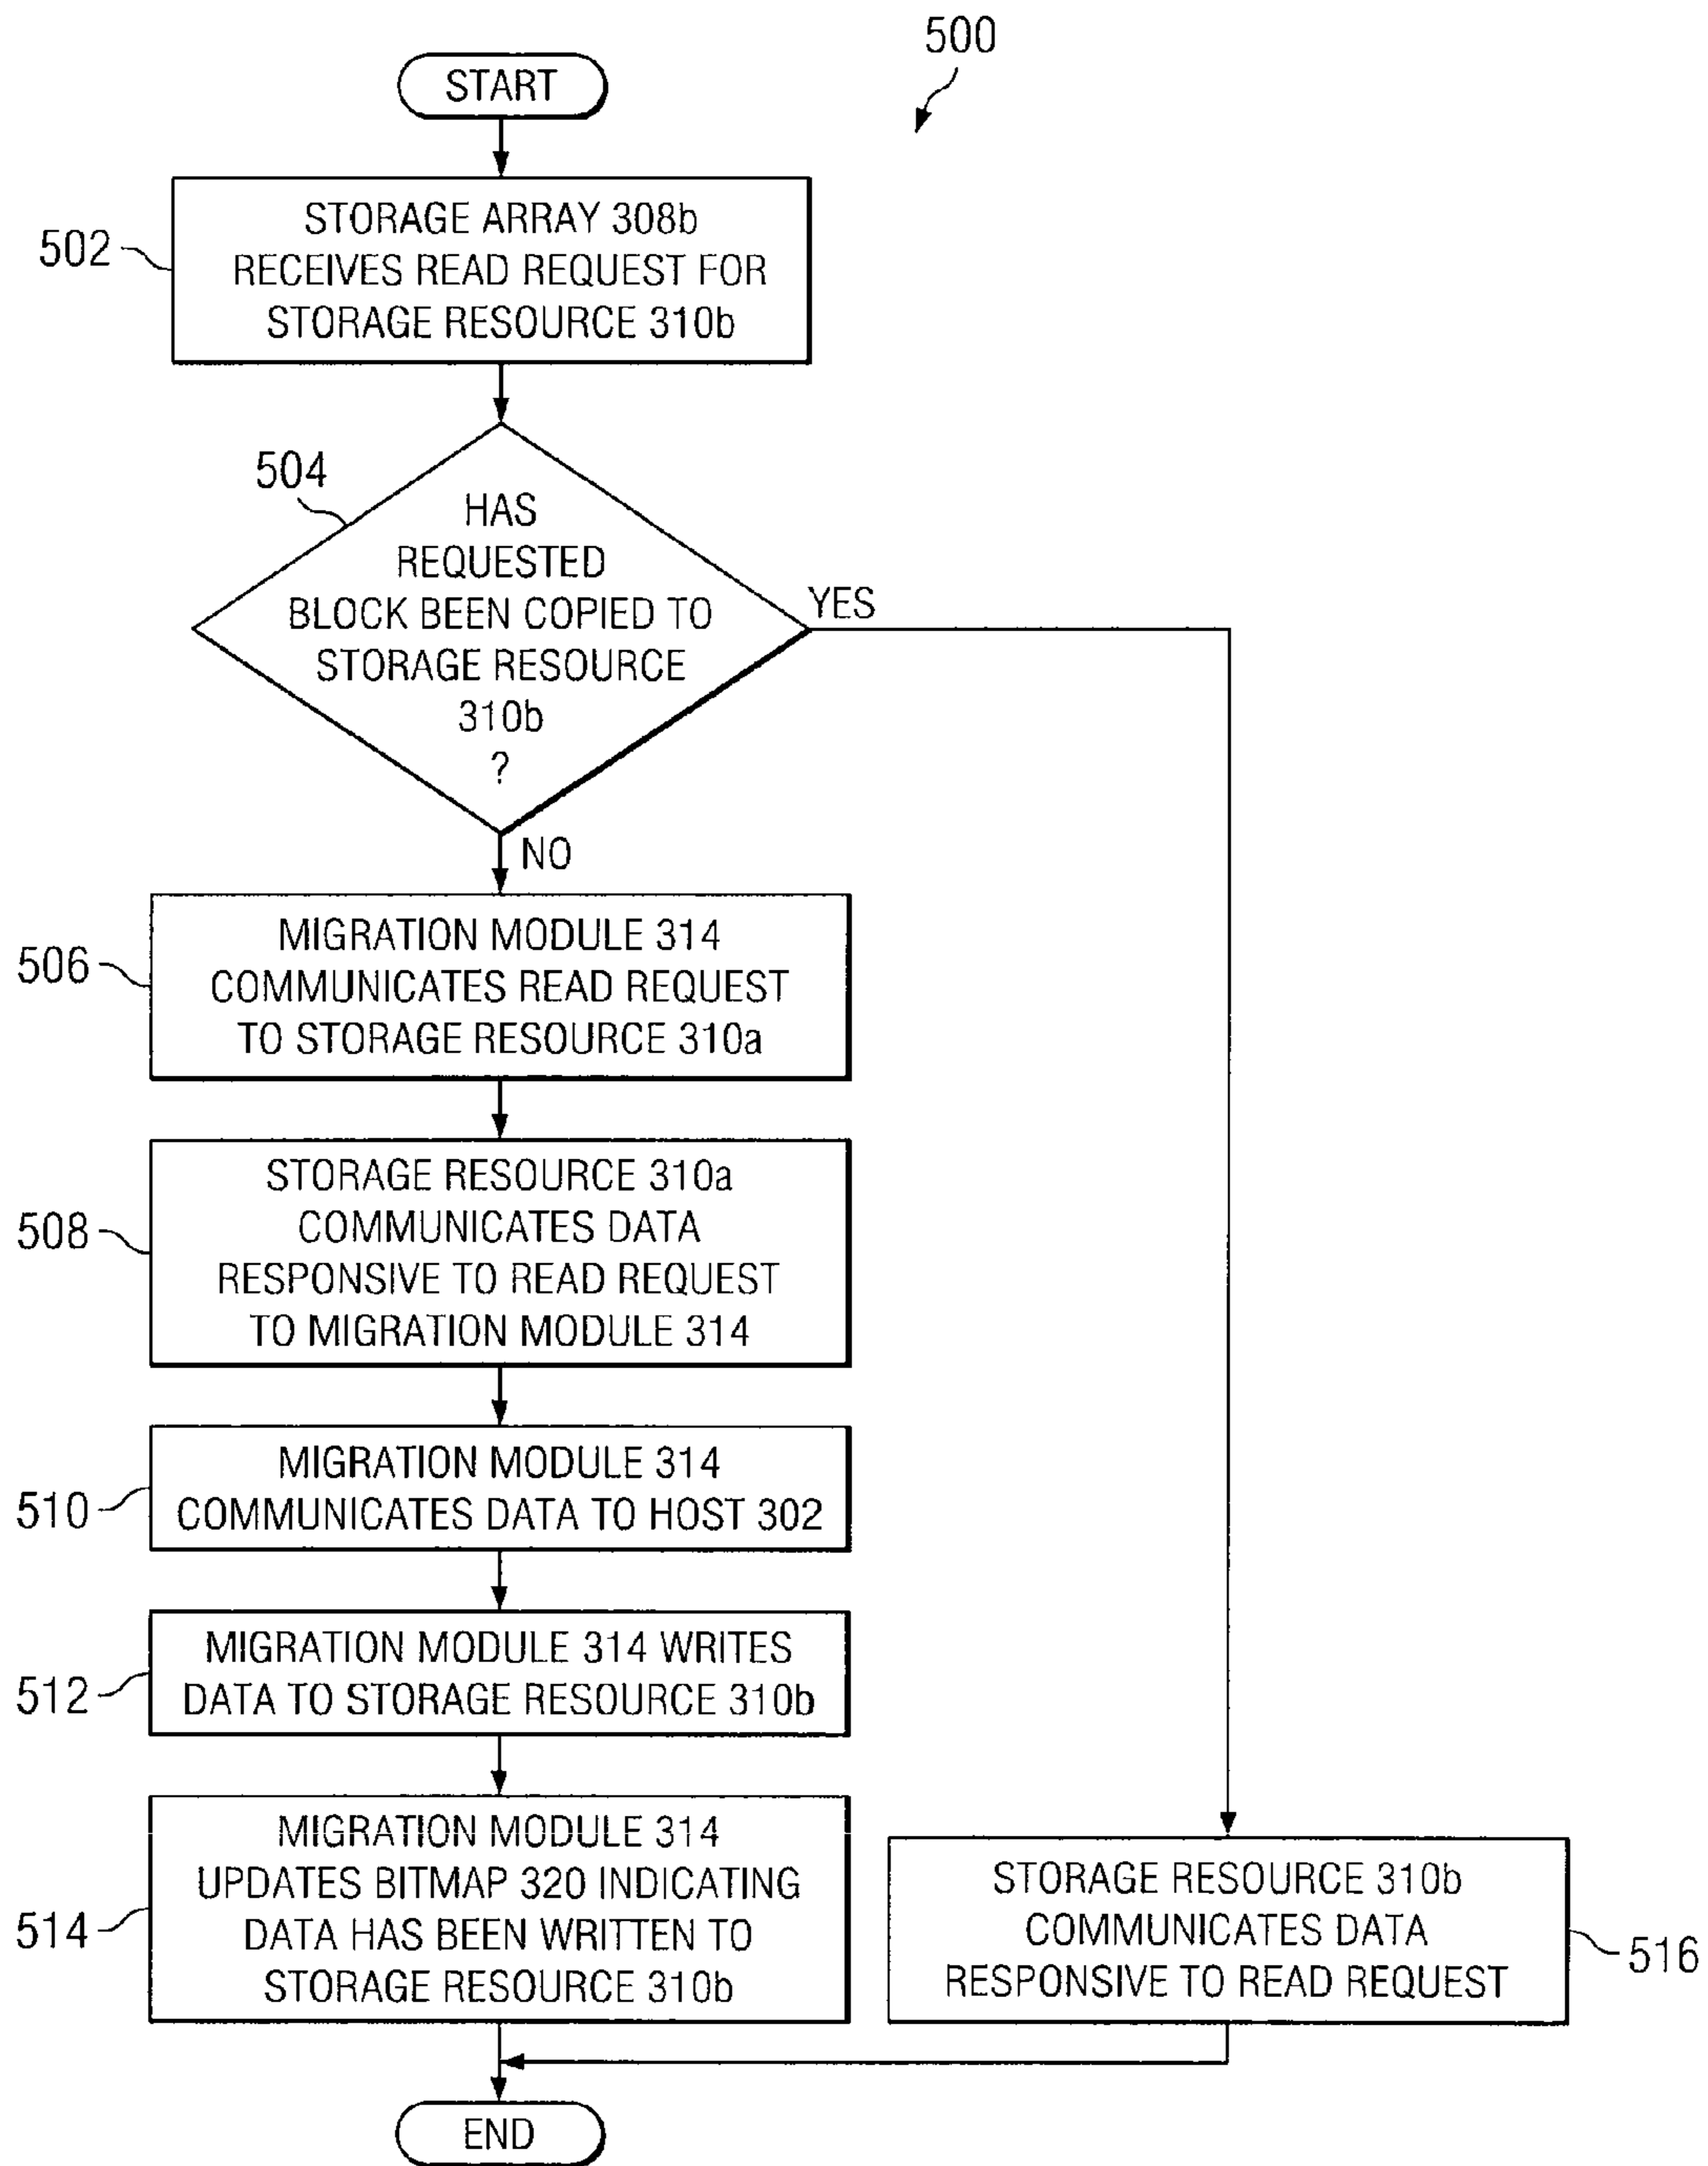 500
START
502
STORAGE ARRAY 308b
RECEIVES READ REQUEST FOR
STORAGE RESOURCE 310b
504
HAS
REQUESTED
BLOCK BEEN COPIED TO
STORAGE RESOURCE
310b
?
YES
NO
506
MIGRATION MODULE 314
COMMUNICATES READ REQUEST
TO STORAGE RESOURCE 310a
508
STORAGE RESOURCE 310a
COMMUNICATES DATA
RESPONSIVE TO READ REQUEST
TO MIGRATION MODULE 314
510
MIGRATION MODULE 314
COMMUNICATES DATA TO HOST 302
512
MIGRATION MODULE 314 WRITES
DATA TO STORAGE RESOURCE 310b
514
MIGRATION MODULE 314
UPDATES BITMAP 320 INDICATING
DATA HAS BEEN WRITTEN TO
STORAGE RESOURCE 310b
STORAGE RESOURCE 310b
COMMUNICATES DATA
RESPONSIVE TO READ REQUEST
516
END